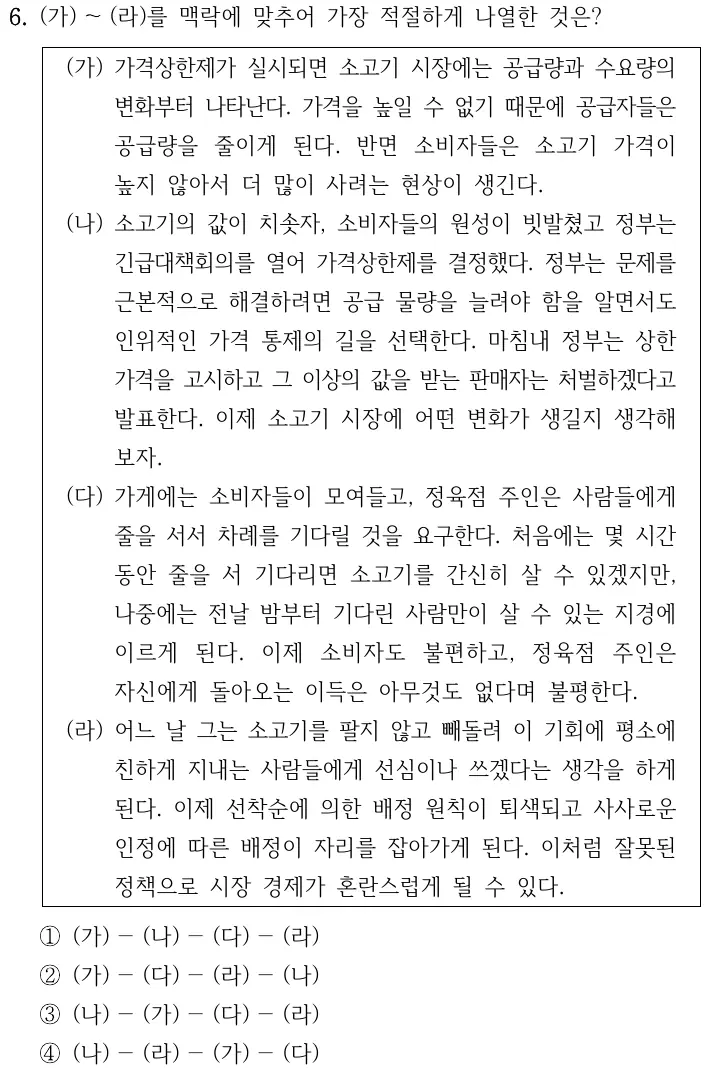 6. (가) ~ (라)를 맥락에 맞추어 가장 적절하게 나열한 것은?
(가) 가격상한제가 실시되면 소고기 시장에는 공급량과 수요량의
변화부터 나타난다. 가격을 높일 수 없기 때문에 공급자들은
공급량을 줄이게 된다. 반면 소비자들은 소고기 가격이
높지 않아서 더 많이 사려는 현상이 생긴다.
(나) 소고기의 값이 치솟자, 소비자들의 원성이 빗발쳤고 정부는
긴급대책회의를 열어 가격상한제를 결정했다. 정부는 문제를
근본적으로 해결하려면 공급 물량을 늘려야 함을 알면서도
인위적인 가격 통제의 길을 선택한다. 마침내 정부는 상한
가격을 고시하고 그 이상의 값을 받는 판매자는 처벌하겠다고
발표한다. 이제 소고기 시장에 어떤 변화가 생길지 생각해
보자.
(다) 가게에는 소비자들이 모여들고, 정육점 주인은 사람들에게
줄을 서서 차례를 기다릴 것을 요구한다. 처음에는 몇 시간
동안 줄을 서 기다리면 소고기를 간신히 살 수 있겠지만,
나중에는 전날 밤부터 기다린 사람만이 살 수 있는 지경에
이르게 된다. 이제 소비자도 불편하고, 정육점 주인은
자신에게 돌아오는 이득은 아무것도 없다며 불평한다.
(라) 어느 날 그는 소고기를 팔지 않고 빼돌려 이 기회에 평소에
친하게 지내는 사람들에게 선심이나 쓰겠다는 생각을 하게
된다. 이제 선착순에 의한 배정 원칙이 퇴색되고 사사로운
인정에 따른 배정이 자리를 잡아가게 된다. 이처럼 잘못된
정책으로 시장 경제가 혼란스럽게 될 수 있다.
① (가) - (나) - (다) - (라)
② (가) - (다) - (라) - (나)
③ (나) - (가) - (다) - (라)
④ (나) - (라) - (가) - (다)